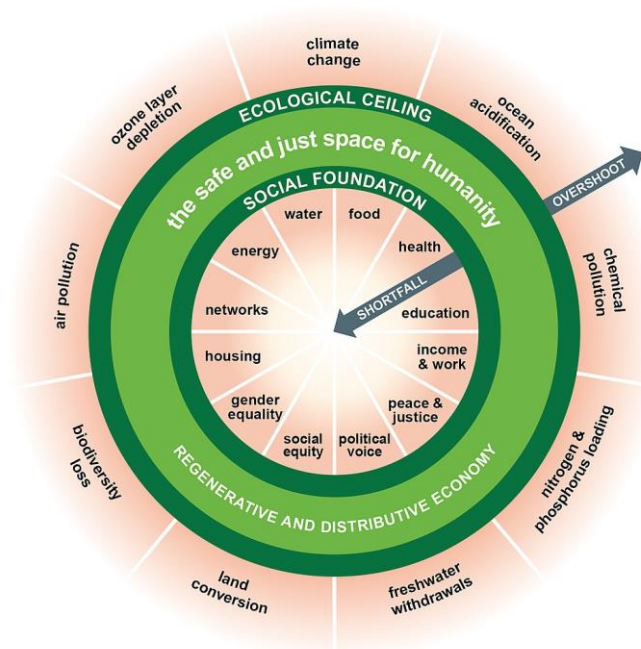 climate
change
ocean
acidification
chemical
pollution
nitrogen &
phosphorus loading
freshwater
withdrawals
land
conversion
biodiversity
loss
air pollution
ozone layer
depletion
ECOLOGICAL CEILING
the safe and just space for humanity
SOCIAL FOUNDATION
OVERSHOOT
SHORTFALL
water
food
health
education
income
& work
peace &
justice
political
voice
social
equity
gender
equality
housing
networks
energy
REGENERATIVE AND DISTRIBUTIVE ECONOMY